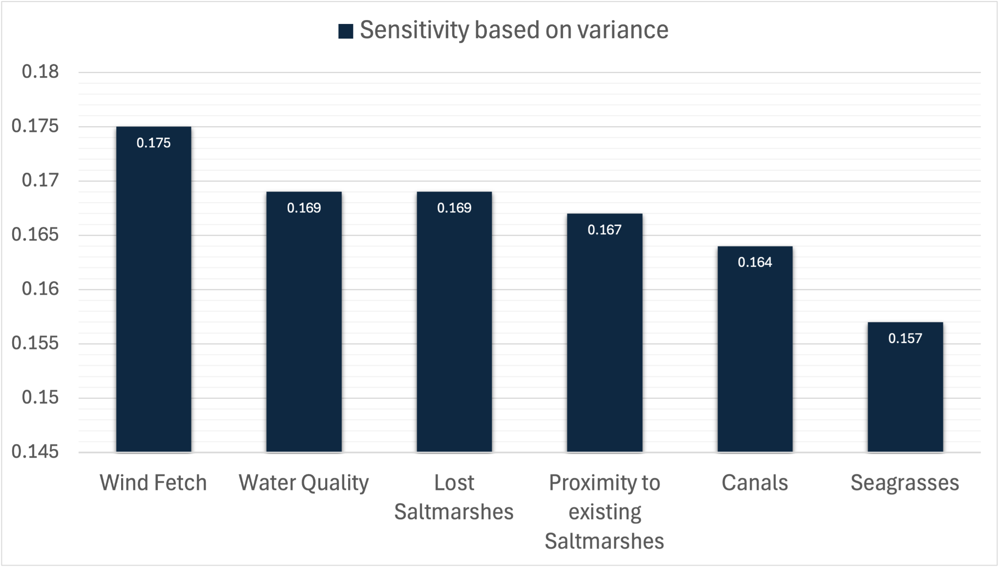 Sensitivity based on variance
0.18
0.175
0.17
0.165
0.16
0.155
0.15
0.145
0.175
0.169
0.169
0.167
0.164
0.157
Wind Fetch
Water Quality
Lost
Saltmarshes
Proximity to
existing
Saltmarshes
Canals
Seagrasses